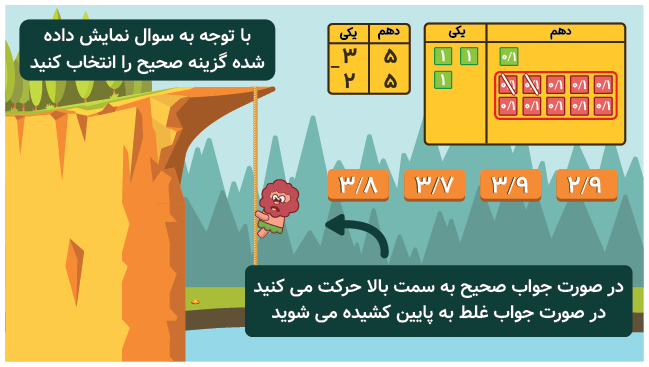 با توجه به سوال نمایش داده
شده گزینه صحیح را انتخاب کنید
یکی دهم
۳ ۵
_
۲ ۵
یکی دهم
۱ ۱ ۰/۱
۱ ۰/۱ ۰/۱ ۰/۱ ۰/۱ ۰/۱
۰/۱ ۰/۱ ۰/۱ ۰/۱ ۰/۱
۳/۸ ۳/۷ ۳/۹ ۲/۹
در صورت جواب صحیح به سمت بالا حرکت می کنید
در صورت جواب غلط به پایین کشیده می شوید